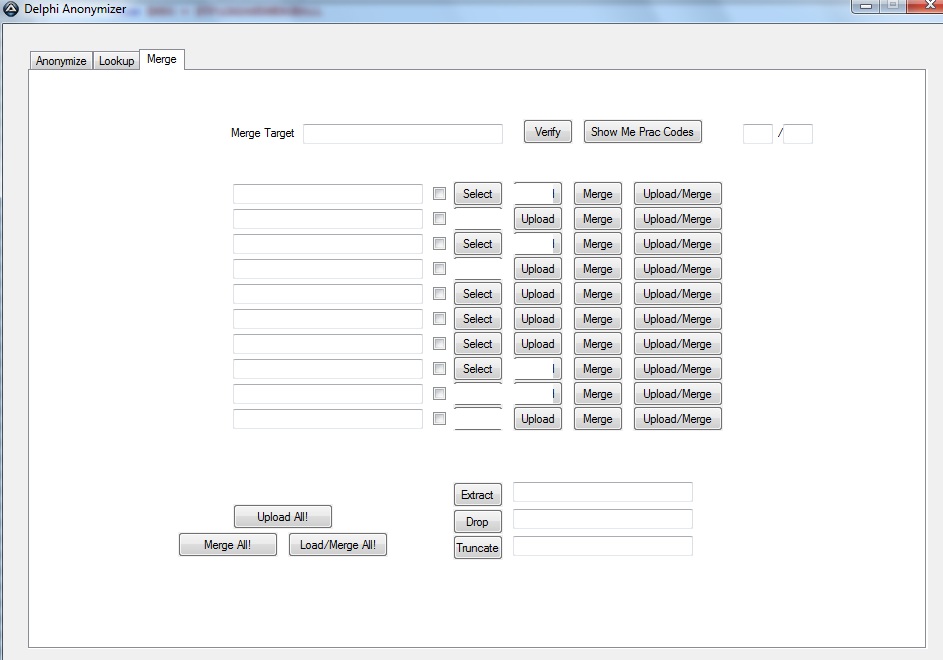 Delphi Anonymizer
Anonymize Lookup Merge
Merge Target Verify Show Me Prac Codes /
Select Merge Upload/Merge
Upload Merge Upload/Merge
Select Merge Upload/Merge
Upload Merge Upload/Merge
Select Upload Merge Upload/Merge
Select Upload Merge Upload/Merge
Select Upload Merge Upload/Merge
Select Merge Upload/Merge
Merge Upload/Merge
Upload Merge Upload/Merge
Extract
Upload All! Drop
Merge All! Load/Merge All! Truncate